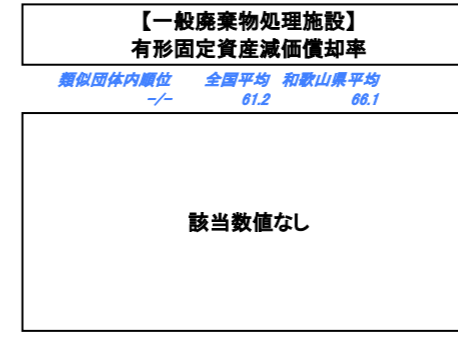 【一般廃棄物処理施設】
有形固定資産減価償却率
類似団体内順位 全国平均 和歌山県平均
-/- 61.2 66.1
該当数値なし